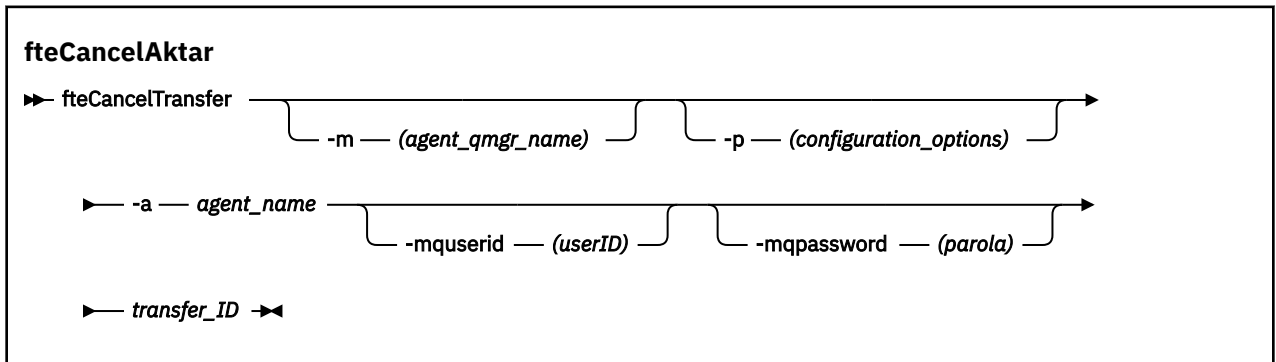 fteCancelAktar
fteCancelTransfer
-m (agent_qmgr_name) -p (configuration_options)
-a agent_name
-mquserid (userID) -mqpassword (parola)
transfer_ID